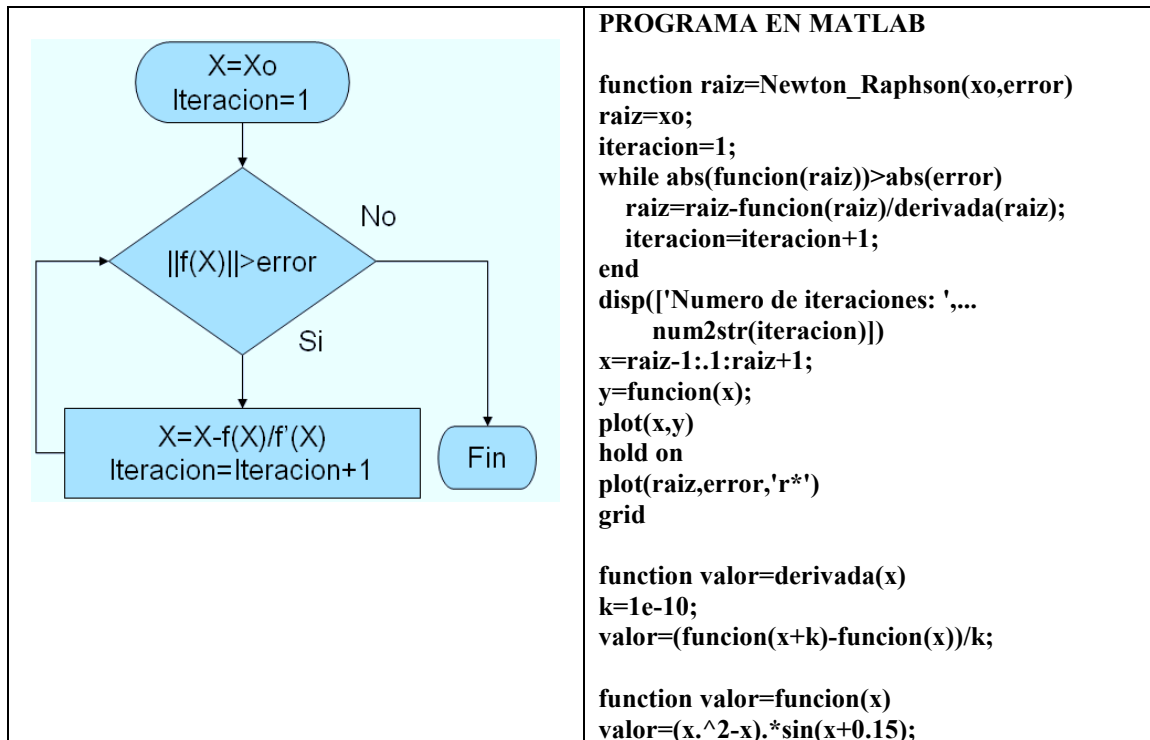 X=Xo
Iteracion=1
No
||f(X)||>error
Si
X=X-f(X)/f'(X)
Iteracion=Iteracion+1
Fin
PROGRAMA EN MATLAB
function raiz=Newton_Raphson(xo,error)
raiz=xo;
iteracion=1;
while abs(funcion(raiz))>abs(error)
raiz=raiz-funcion(raiz)/derivada(raiz);
iteracion=iteracion+1;
end
disp(['Numero de iteraciones: ',...
num2str(iteracion)])
x=raiz-1:.1:raiz+1;
y=funcion(x);
plot(x,y)
hold on
plot(raiz,error,'r*')
grid
function valor=derivada(x)
k=1e-10;
valor=(funcion(x+k)-funcion(x))/k;
function valor=funcion(x)
valor=(x.^2-x).*sin(x+0.15);